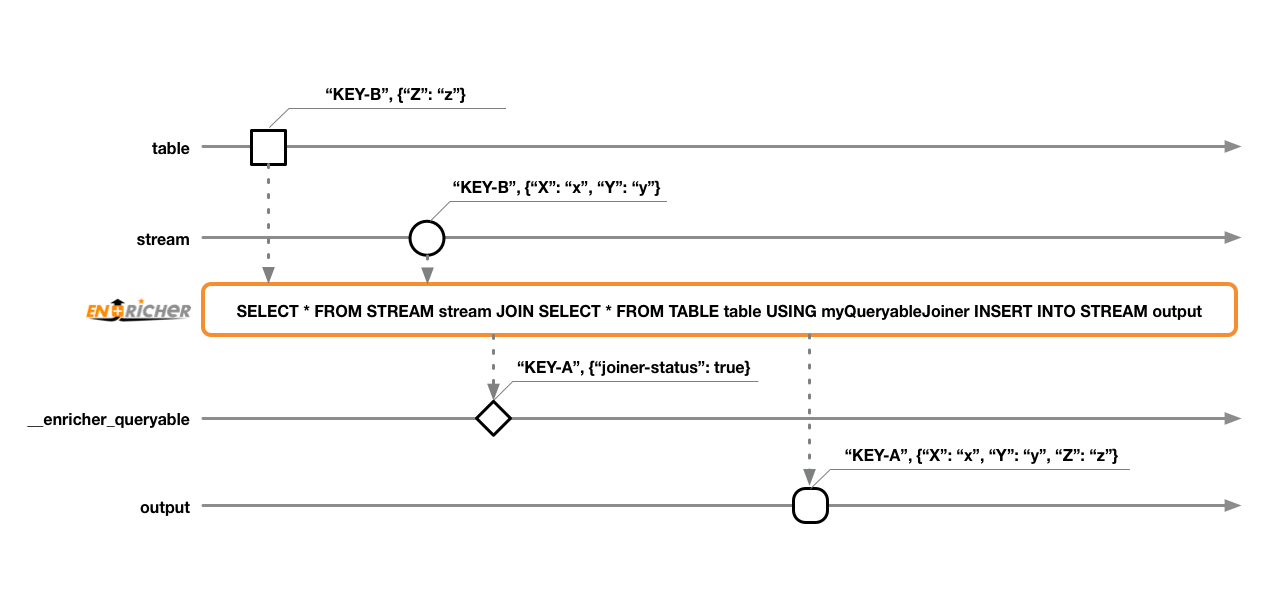 “KEY-B”, {“Z”: “z”}
table
“KEY-B”, {“X”: “x”, “Y”: “y”}
stream
ENRICHER
SELECT * FROM STREAM stream JOIN SELECT * FROM TABLE table USING myQueryableJoiner INSERT INTO STREAM output
“KEY-A”, {“joiner-status”: true}
__enricher_queryable
“KEY-A”, {“X”: “x”, “Y”: “y”, “Z”: “z”}
output